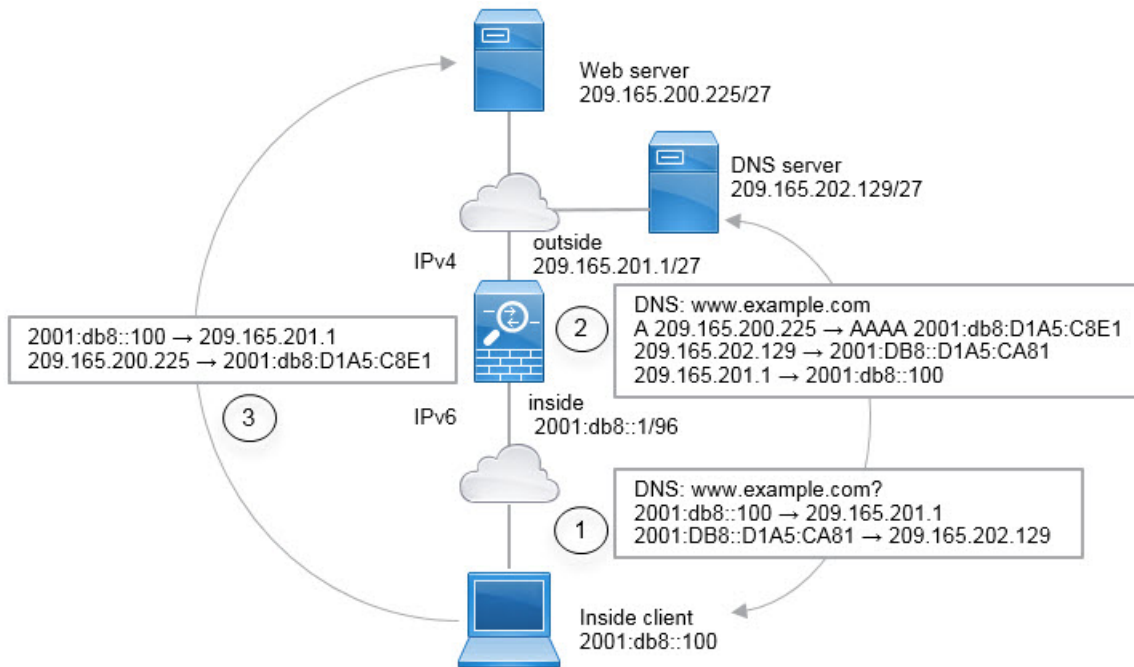 Web server
209.165.200.225/27
DNS server
209.165.202.129/27
outside
209.165.201.1/27
IPv4
2
DNS: www.example.com
A 209.165.200.225 → AAAA 2001:db8:D1A5:C8E1
209.165.202.129 → 2001:DB8::D1A5:CA81
209.165.201.1 → 2001:db8::100
2001:db8::100 → 209.165.201.1
209.165.200.225 → 2001:db8:D1A5:C8E1
3
IPv6
inside
2001:db8::1/96
1
DNS: www.example.com?
2001:db8::100 → 209.165.201.1
2001:DB8::D1A5:CA81 → 209.165.202.129
Inside client
2001:db8::100